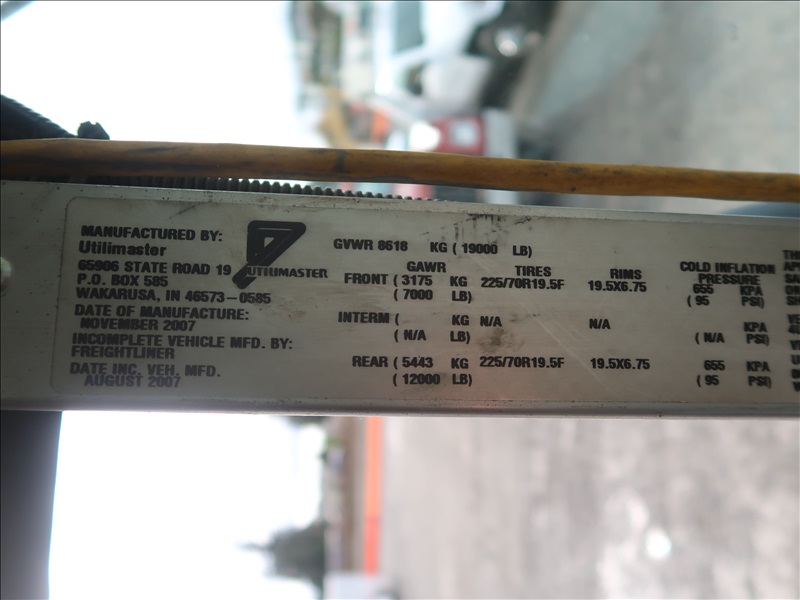 MANUFACTURED BY:
Utilimaster
65906 STATE ROAD 19
P.O. BOX 585
WAKARUSA, IN 46573-0585
DATE OF MANUFACTURE:
NOVEMBER 2007
INCOMPLETE VEHICLE MFD. BY:
FREIGHTLINER
DATE INC. VEH. MFD.
AUGUST 2007
UTILIMASTER
GVWR 8618 KG ( 19000 LB)
GAWR TIRES RIMS COLD INFLATION PRESSURE
FRONT ( 3175 KG 225/70R19.5F 19.5X6.75 655 KPA
( 7000 LB) ( 95 PSI)
INTERM ( KG N/A N/A KPA
( N/A LB) ( N/A PSI)
REAR ( 5443 KG 225/70R19.5F 19.5X6.75 655 KPA
( 12000 LB) ( 95 PSI)